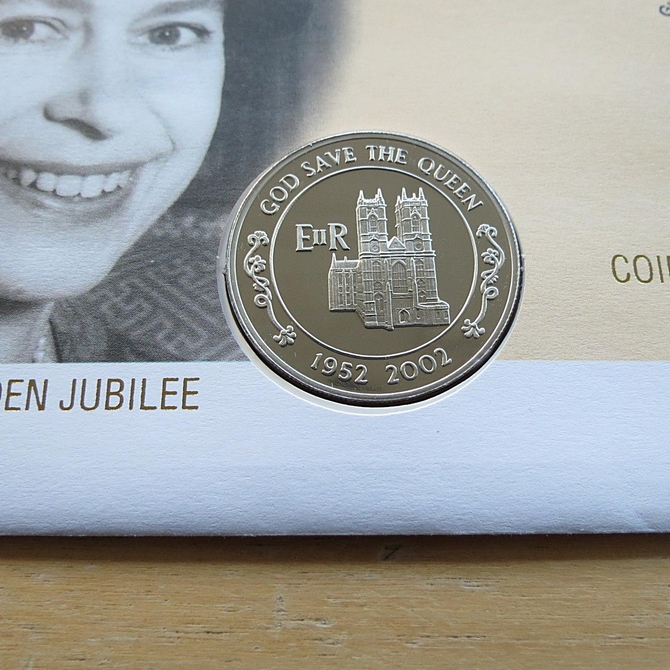 GOD SAVE THE QUEEN
EIIR
1952 2002
COI
DEN JUBILEE